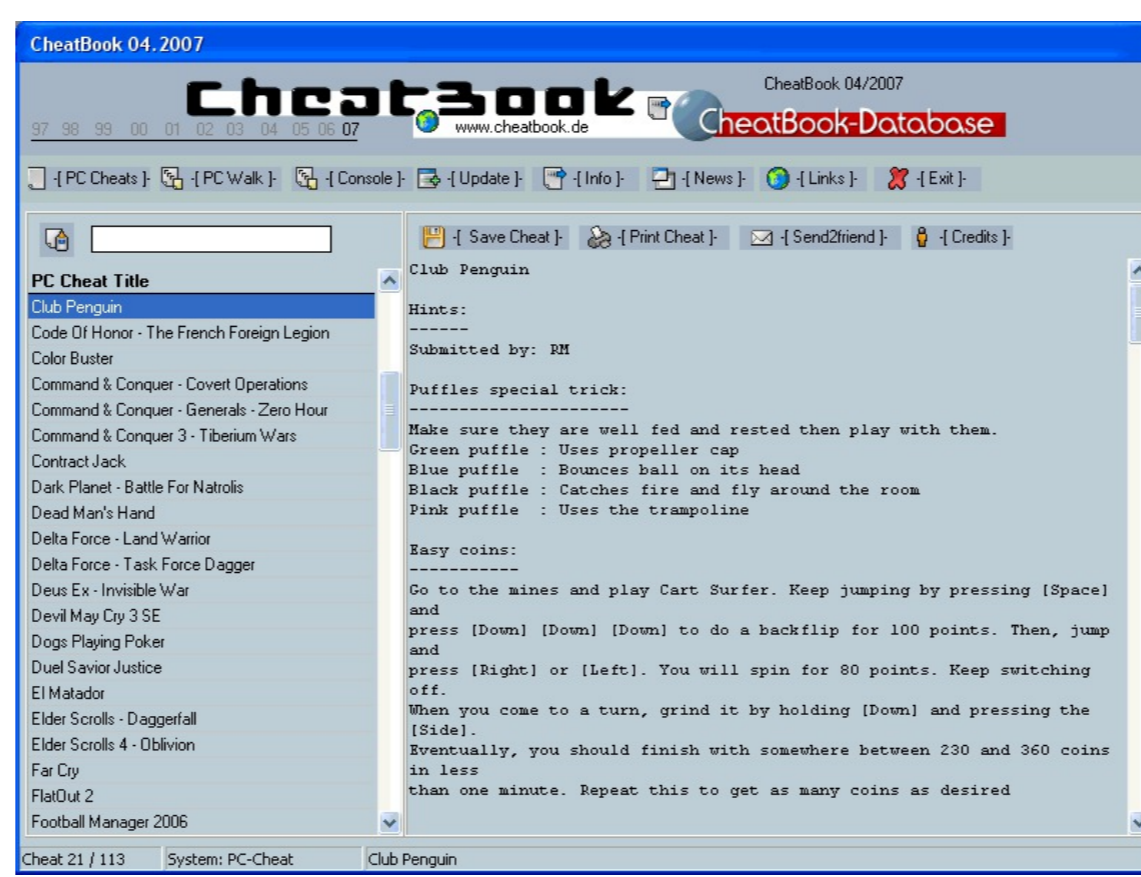 CheatBook 04.2007
CheatBook
CheatBook 04/2007
www.cheatbook.de
CheatBook-Database
97 98 99 00 01 02 03 04 05 06 07
-[ PC Cheats ]- -[ PC Walk ]- -[ Console ]- -[ Update ]- -[ Info ]- -[ News ]- -[ Links ]- -[ Exit ]-
-[ Save Cheat ]- -[ Print Cheat ]- -[ Send2friend ]- -[ Credits ]-
PC Cheat Title
Club Penguin
Code Of Honor - The French Foreign Legion
Color Buster
Command & Conquer - Covert Operations
Command & Conquer - Generals - Zero Hour
Command & Conquer 3 - Tiberium Wars
Contract Jack
Dark Planet - Battle For Natrolis
Dead Man's Hand
Delta Force - Land Warrior
Delta Force - Task Force Dagger
Deus Ex - Invisible War
Devil May Cry 3 SE
Dogs Playing Poker
Duel Savior Justice
El Matador
Elder Scrolls - Daggerfall
Elder Scrolls 4 - Oblivion
Far Cry
FlatOut 2
Football Manager 2006
Club Penguin
Hints:
------
Submitted by: RM
Puffles special trick:
----------------------
Make sure they are well fed and rested then play with them.
Green puffle : Uses propeller cap
Blue puffle  : Bounces ball on its head
Black puffle : Catches fire and fly around the room
Pink puffle  : Uses the trampoline
Easy coins:
-----------
Go to the mines and play Cart Surfer. Keep jumping by pressing [Space]
and
press [Down] [Down] [Down] to do a backflip for 100 points. Then, jump
and
press [Right] or [Left]. You will spin for 80 points. Keep switching
off.
When you come to a turn, grind it by holding [Down] and pressing the
[Side].
Eventually, you should finish with somewhere between 230 and 360 coins
in less
than one minute. Repeat this to get as many coins as desired
Cheat 21 / 113 System: PC-Cheat Club Penguin